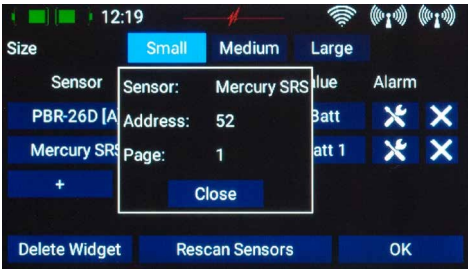 12:19
Size Small Medium Large
Sensor lue Alarm
PBR-26D [A Batt
Mercury SRS att 1
+
Sensor: Mercury SRS
Address: 52
Page: 1
Close
Delete Widget Rescan Sensors OK